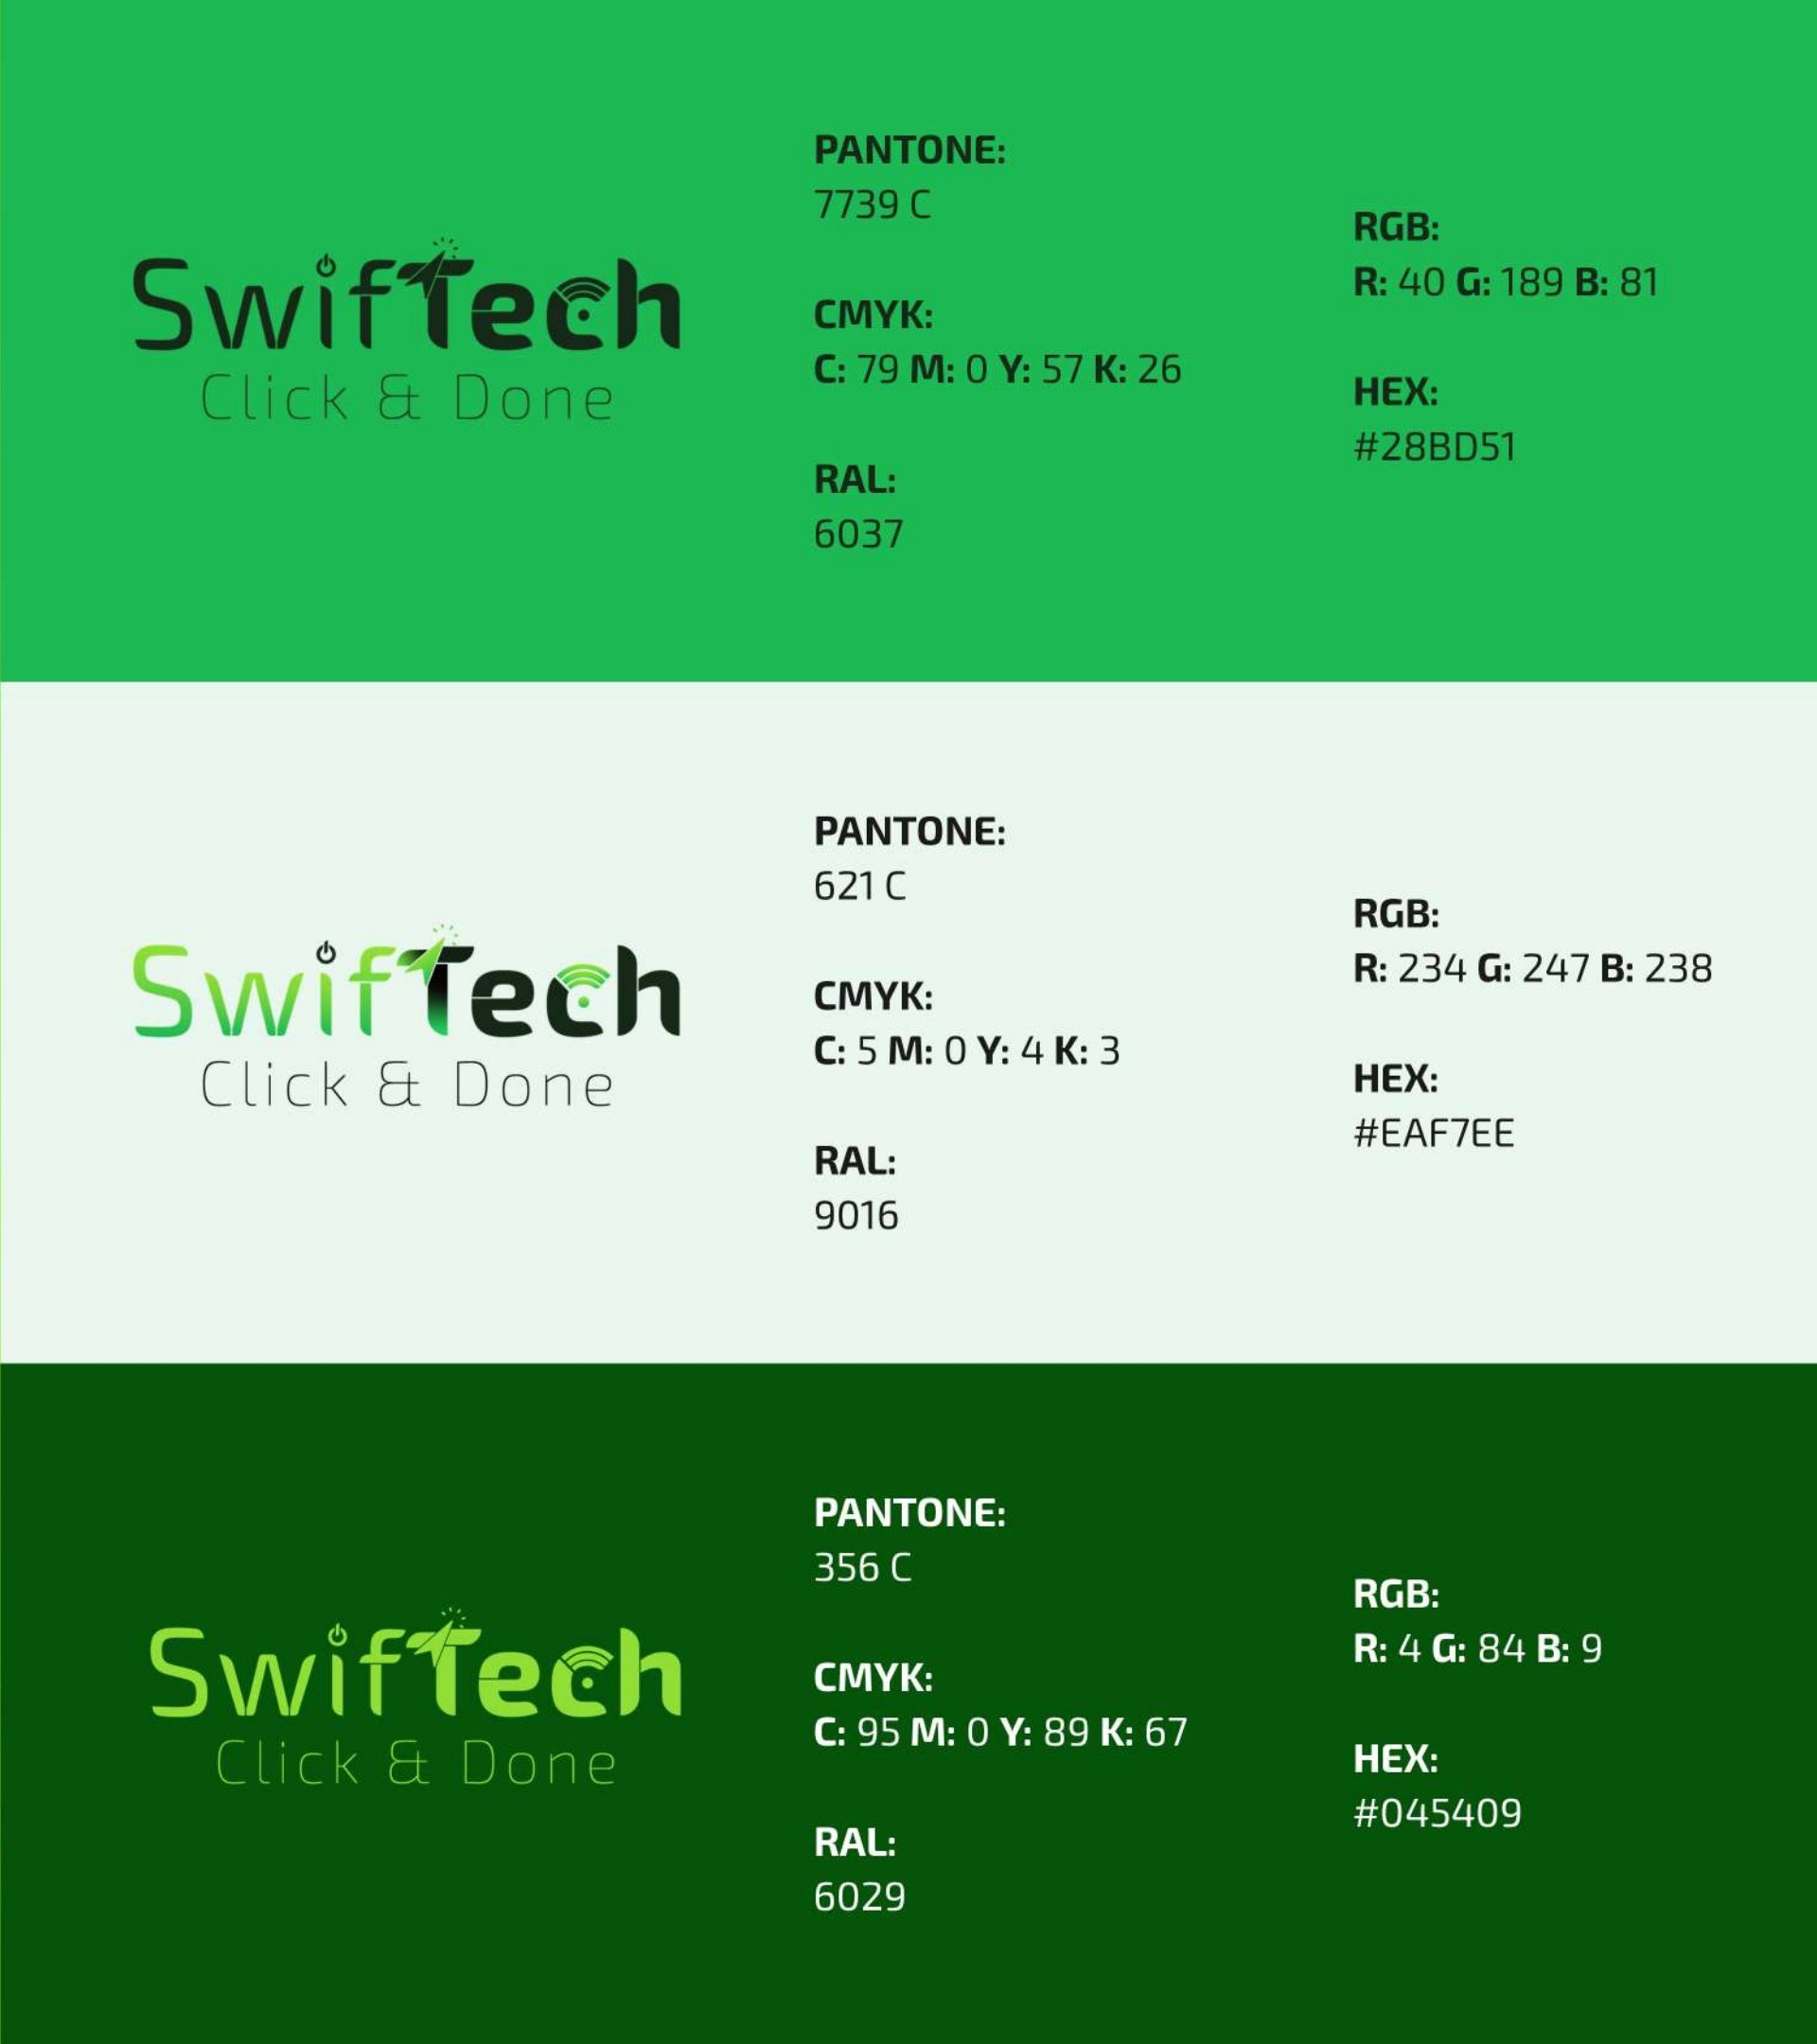 SwifTech
Click & Done
PANTONE:
7739 C
CMYK:
C: 79 M: 0 Y: 57 K: 26
RAL:
6037
RGB:
R: 40 G: 189 B: 81
HEX:
#28BD51
SwifTech
Click & Done
PANTONE:
621 C
CMYK:
C: 5 M: 0 Y: 4 K: 3
RAL:
9016
RGB:
R: 234 G: 247 B: 238
HEX:
#EAF7EE
SwifTech
Click & Done
PANTONE:
356 C
CMYK:
C: 95 M: 0 Y: 89 K: 67
RAL:
6029
RGB:
R: 4 G: 84 B: 9
HEX:
#045409